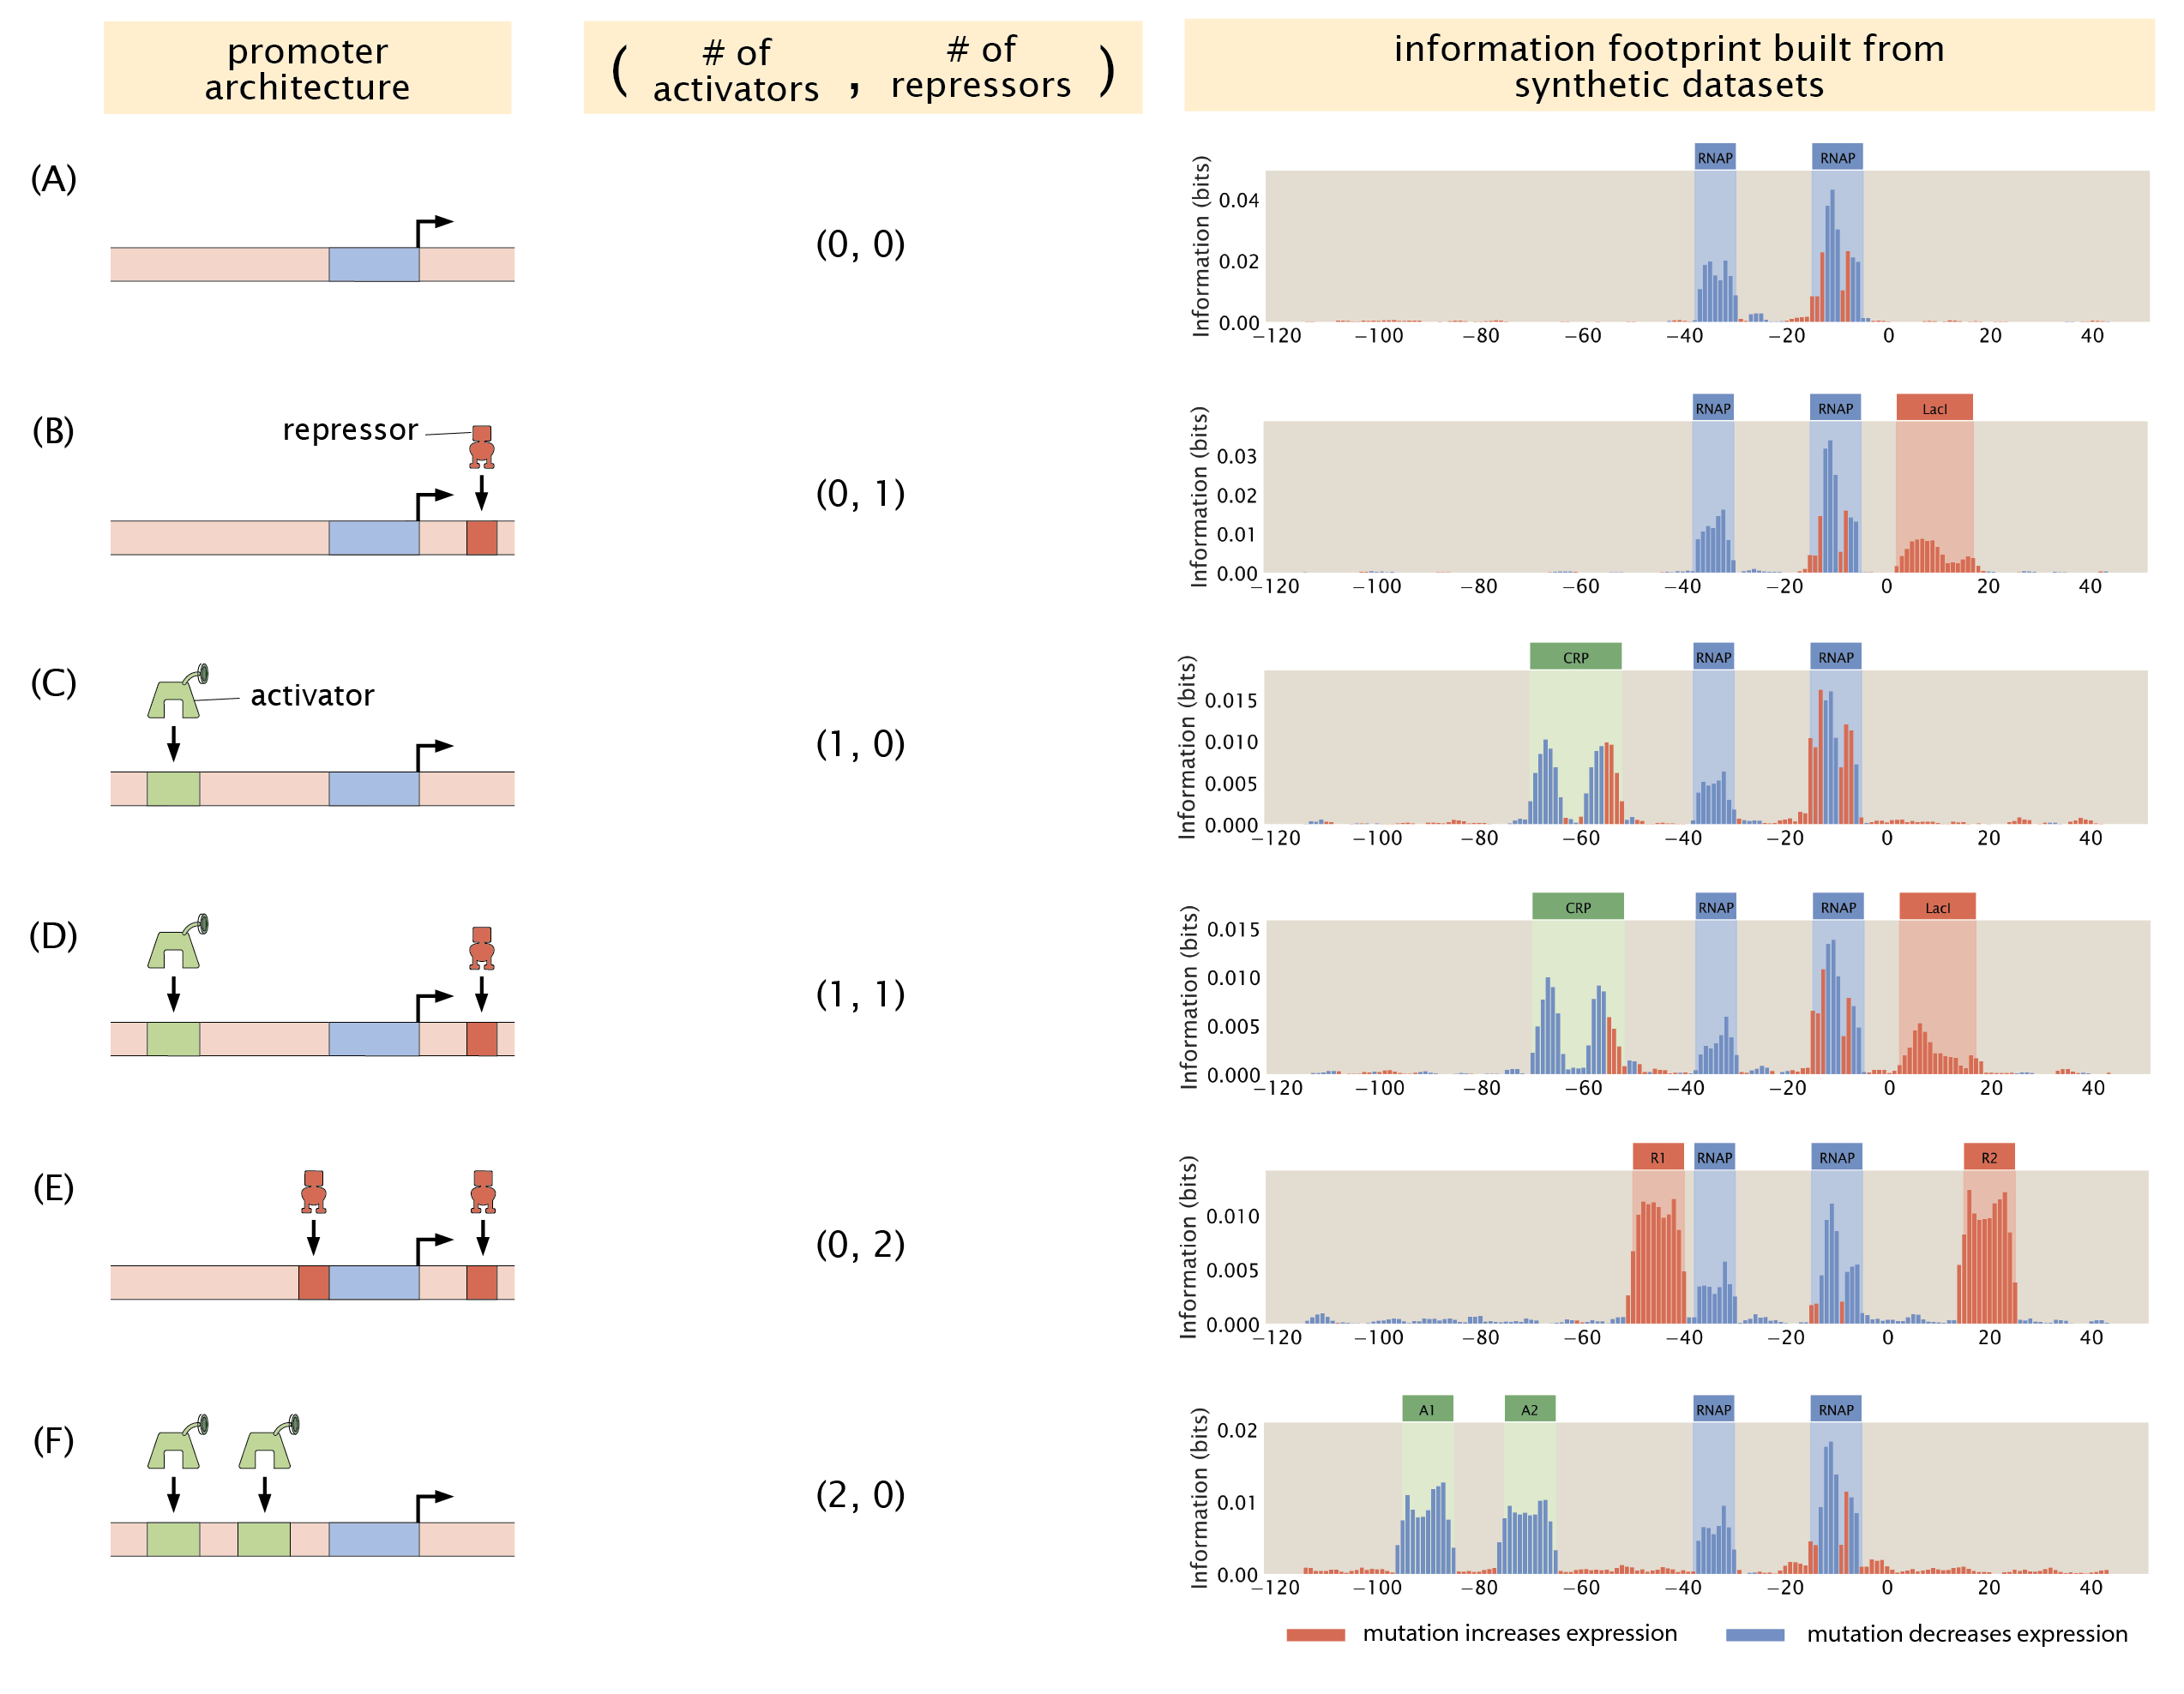 promoter
architecture
( # of activators , # of repressors )
information footprint built from
synthetic datasets
(A)
(0, 0)
RNAP RNAP
Information (bits)
0.04
0.02
0.00
−120 −100 −80 −60 −40 −20 0 20 40
(B)
repressor
(0, 1)
RNAP RNAP LacI
Information (bits)
0.03
0.02
0.01
0.00
−120 −100 −80 −60 −40 −20 0 20 40
(C)
activator
(1, 0)
CRP RNAP RNAP
Information (bits)
0.015
0.010
0.005
0.000
−120 −100 −80 −60 −40 −20 0 20 40
(D)
(1, 1)
CRP RNAP RNAP LacI
Information (bits)
0.015
0.010
0.005
0.000
−120 −100 −80 −60 −40 −20 0 20 40
(E)
(0, 2)
R1 RNAP RNAP R2
Information (bits)
0.010
0.005
0.000
−120 −100 −80 −60 −40 −20 0 20 40
(F)
(2, 0)
A1 A2 RNAP RNAP
Information (bits)
0.02
0.01
0.00
−120 −100 −80 −60 −40 −20 0 20 40
mutation increases expression mutation decreases expression